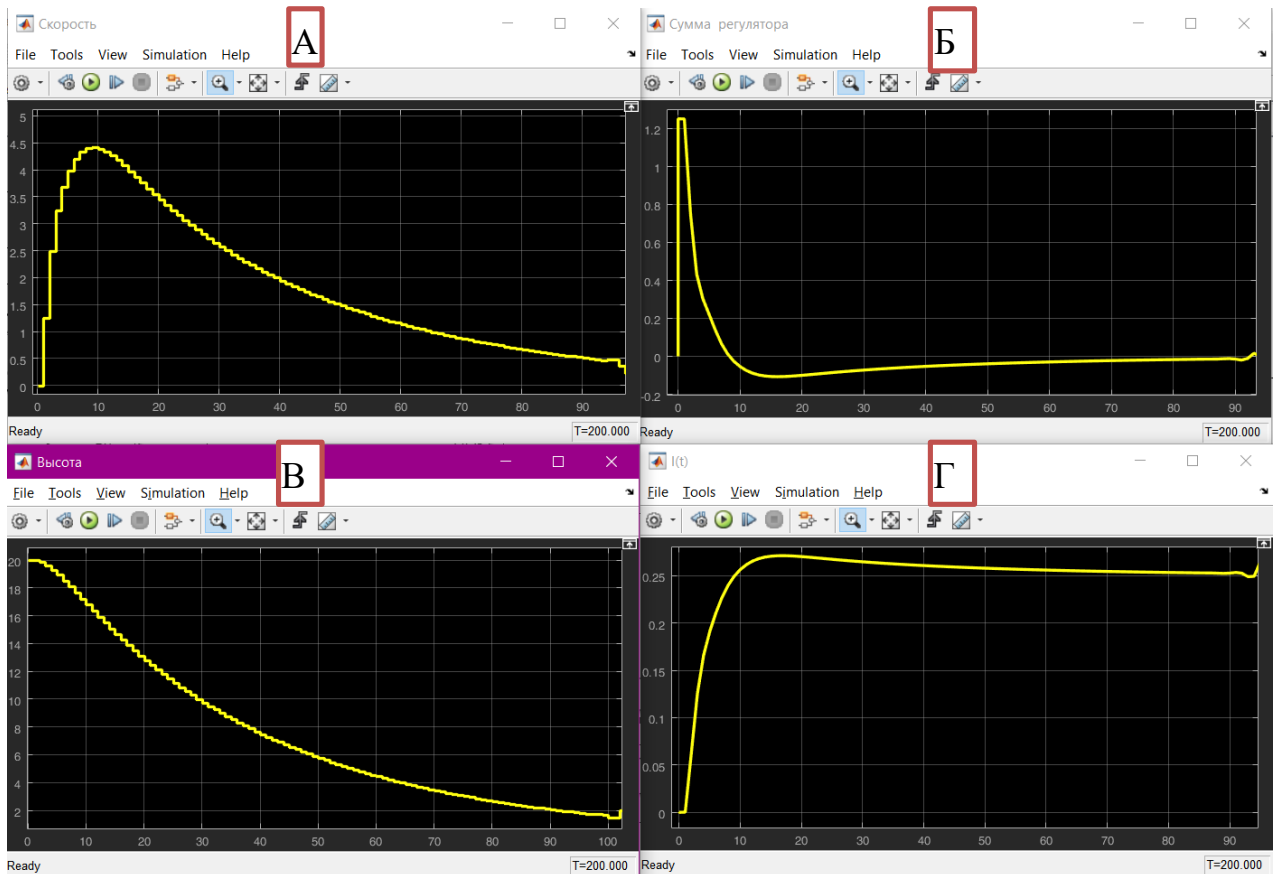 Скорость
А
File Tools View Simulation Help
5
4.5
4
3.5
3
2.5
2
1.5
1
0.5
0
0 10 20 30 40 50 60 70 80 90
Ready T=200.000
Сумма регулятора
Б
File Tools View Simulation Help
1.2
1
0.8
0.6
0.4
0.2
0
-0.2
0 10 20 30 40 50 60 70 80 90
Ready T=200.000
Высота
В
File Tools View Simulation Help
20
18
16
14
12
10
8
6
4
2
0 10 20 30 40 50 60 70 80 90 100
Ready T=200.000
I(t)
Г
File Tools View Simulation Help
0.25
0.2
0.15
0.1
0.05
0
0 10 20 30 40 50 60 70 80 90
Ready T=200.000